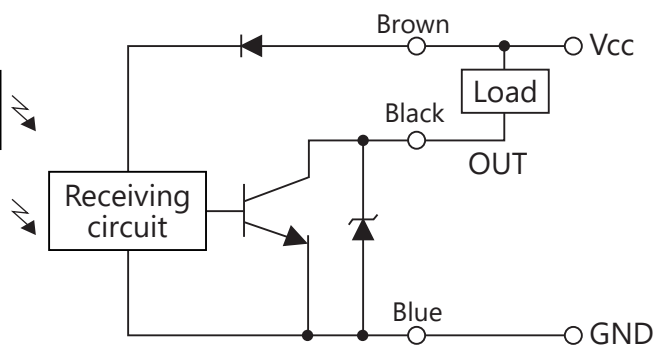 Brown
Vcc
Load
Black
OUT
Receiving
circuit
Blue
GND